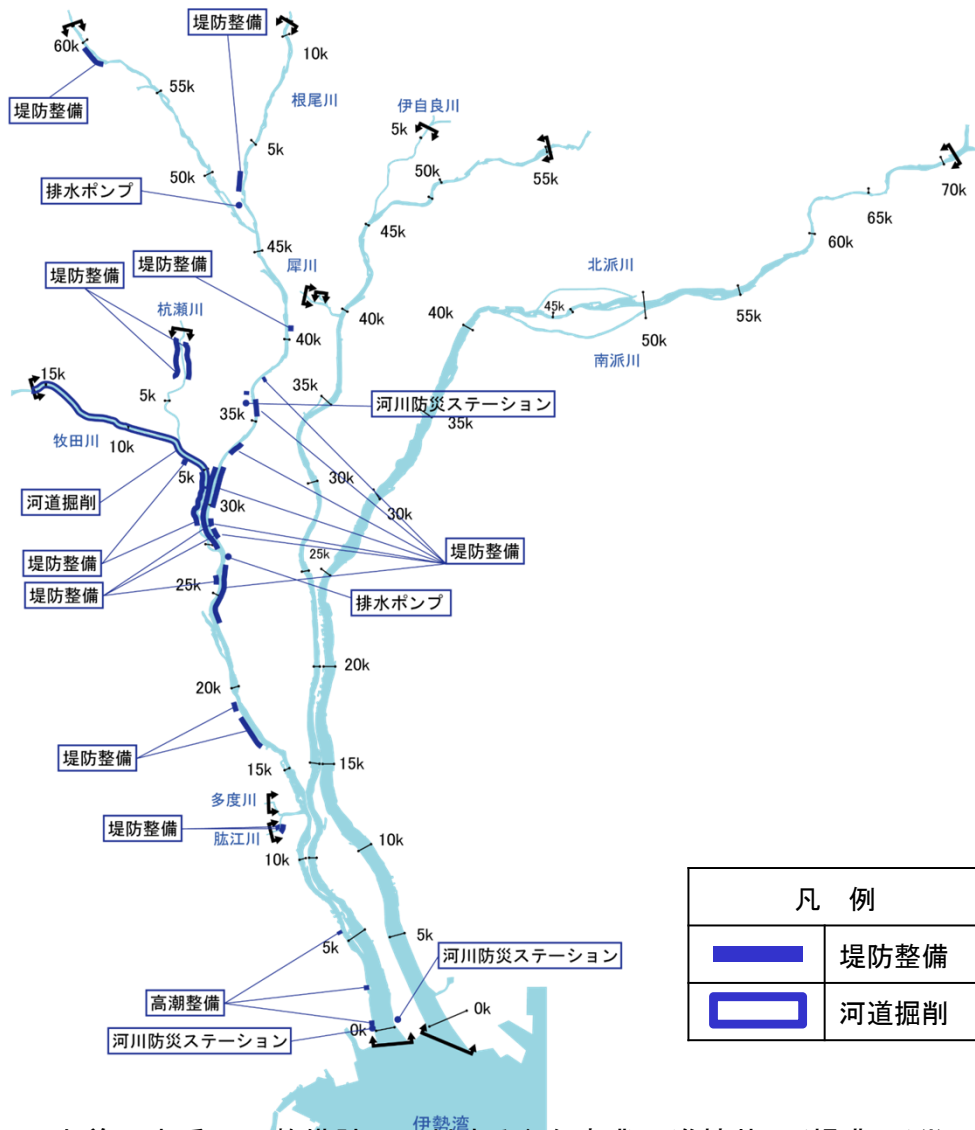 堤防整備
60k
10k
堤防整備
55k
根尾川
伊自良川
5k
5k
50k
50k
55k
70k
排水ポンプ
45k
65k
45k
60k
堤防整備
堤防整備
犀川
北派川
杭瀬川
40k
40k
40k
45k
50k
55k
南派川
15k
5k
35k
河川防災ステーション
35k
35k
牧田川
10k
5k
河道掘削
30k
30k
30k
堤防整備
堤防整備
25k
堤防整備
25k
排水ポンプ
20k
20k
堤防整備
15k
15k
多度川
堤防整備
肱江川
10k
10k
凡 例
堤防整備
河道掘削
5k
5k
河川防災ステーション
高潮整備
0k
0k
河川防災ステーション
伊勢湾